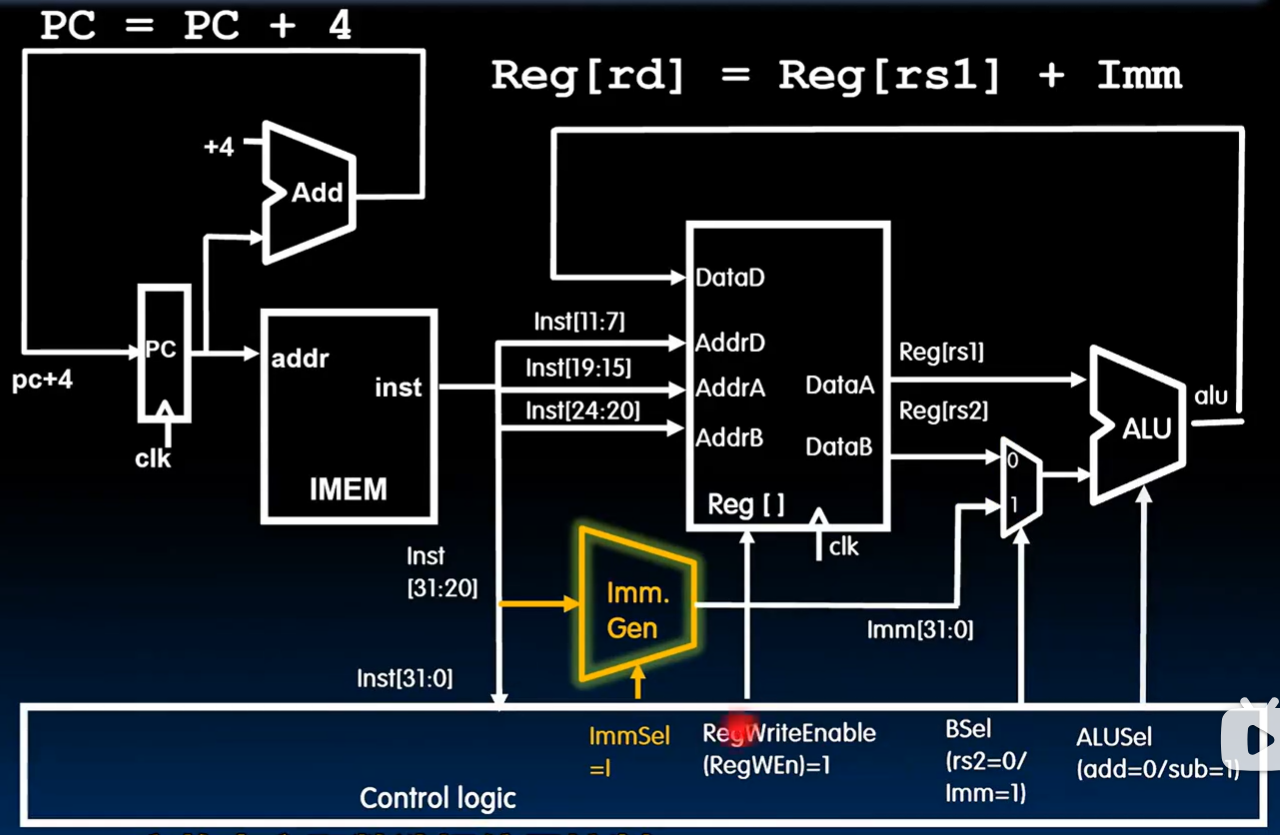 PC = PC + 4
Reg[rd] = Reg[rs1] + Imm
+4
Add
DataD
Inst[11:7]
AddrD
PC
addr
Inst[19:15]
AddrA
DataA
Reg[rs1]
pc+4
inst
Inst[24:20]
AddrB
DataB
Reg[rs2]
alu
ALU
clk
IMEM
Reg []
clk
0
1
Inst
[31:20]
Imm.
Gen
Imm[31:0]
Inst[31:0]
ImmSel
=I
RegWriteEnable
(RegWEn)=1
BSel
(rs2=0/
Imm=1)
ALUSel
(add=0/sub=1)
Control logic